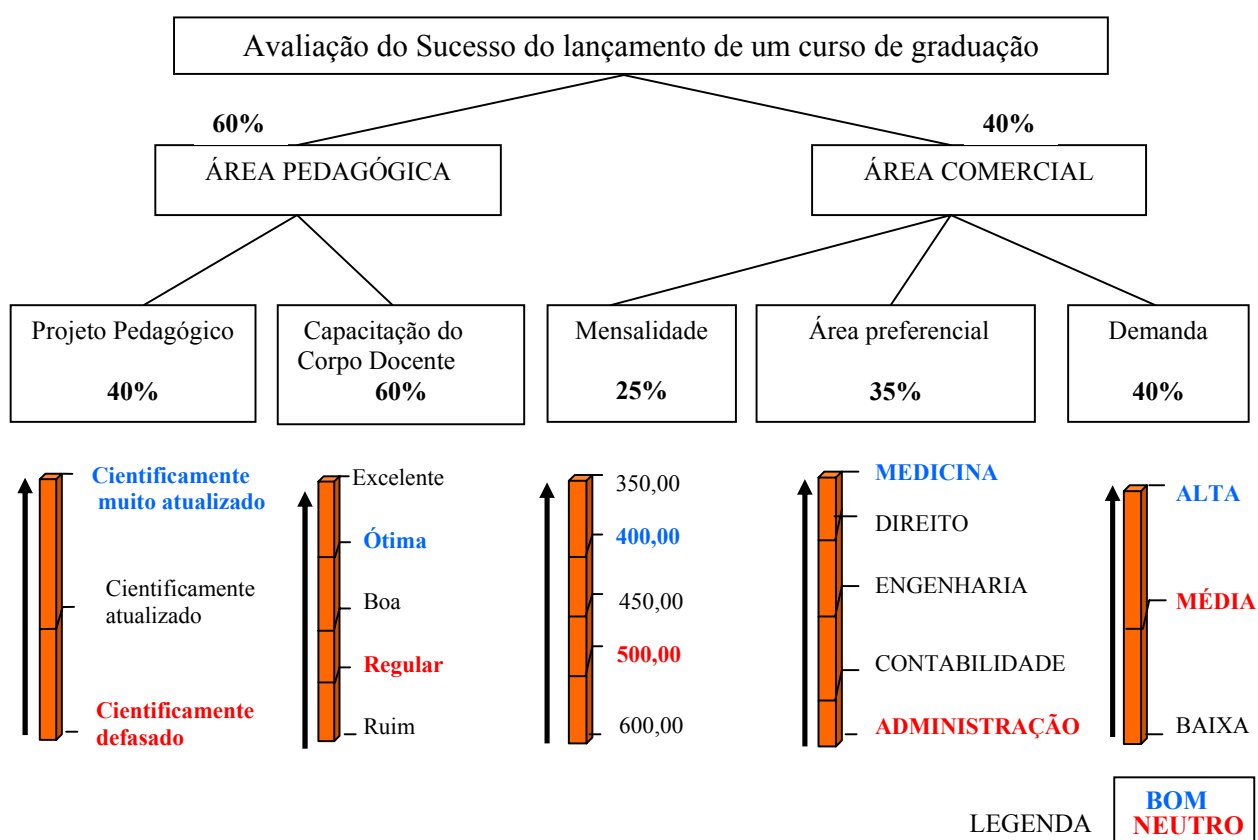 Avaliação do Sucesso do lançamento de um curso de graduação
60%
40%
ÁREA PEDAGÓGICA
ÁREA COMERCIAL
Projeto Pedagógico
40%
Capacitação do
Corpo Docente
60%
Mensalidade
25%
Área preferencial
35%
Demanda
40%
Cientificamente
muito atualizado
Cientificamente
atualizado
Cientificamente
defasado
Excelente
Ótima
Boa
Regular
Ruim
350,00
400,00
450,00
500,00
600,00
MEDICINA
DIREITO
ENGENHARIA
CONTABILIDADE
ADMINISTRAÇÃO
ALTA
MÉDIA
BAIXA
LEGENDA
BOM
NEUTRO